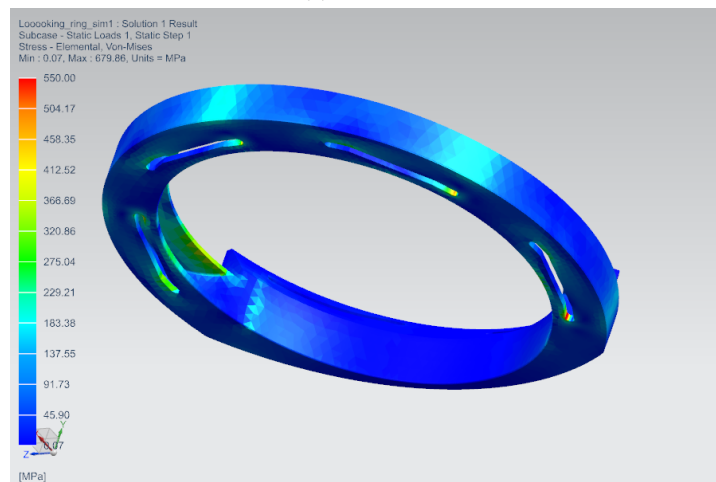 Looooking_ring_sim1 : Solution 1 Result
Subcase - Static Loads 1, Static Step 1
Stress - Elemental, Von-Mises
Min : 0.07, Max : 679.86, Units = MPa
550.00
504.17
458.35
412.52
366.69
320.86
275.04
229.21
183.38
137.55
91.73
45.90
Y
0.07
Z
[MPa]